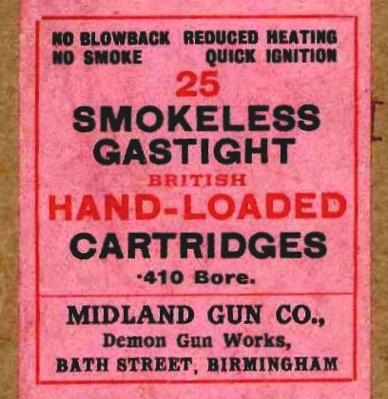 NO BLOWBACK REDUCED HEATING
NO SMOKE QUICK IGNITION
25
SMOKELESS
GASTIGHT
BRITISH
HAND-LOADED
CARTRIDGES
·410 Bore.
MIDLAND GUN CO.,
Demon Gun Works,
BATH STREET, BIRMINGHAM